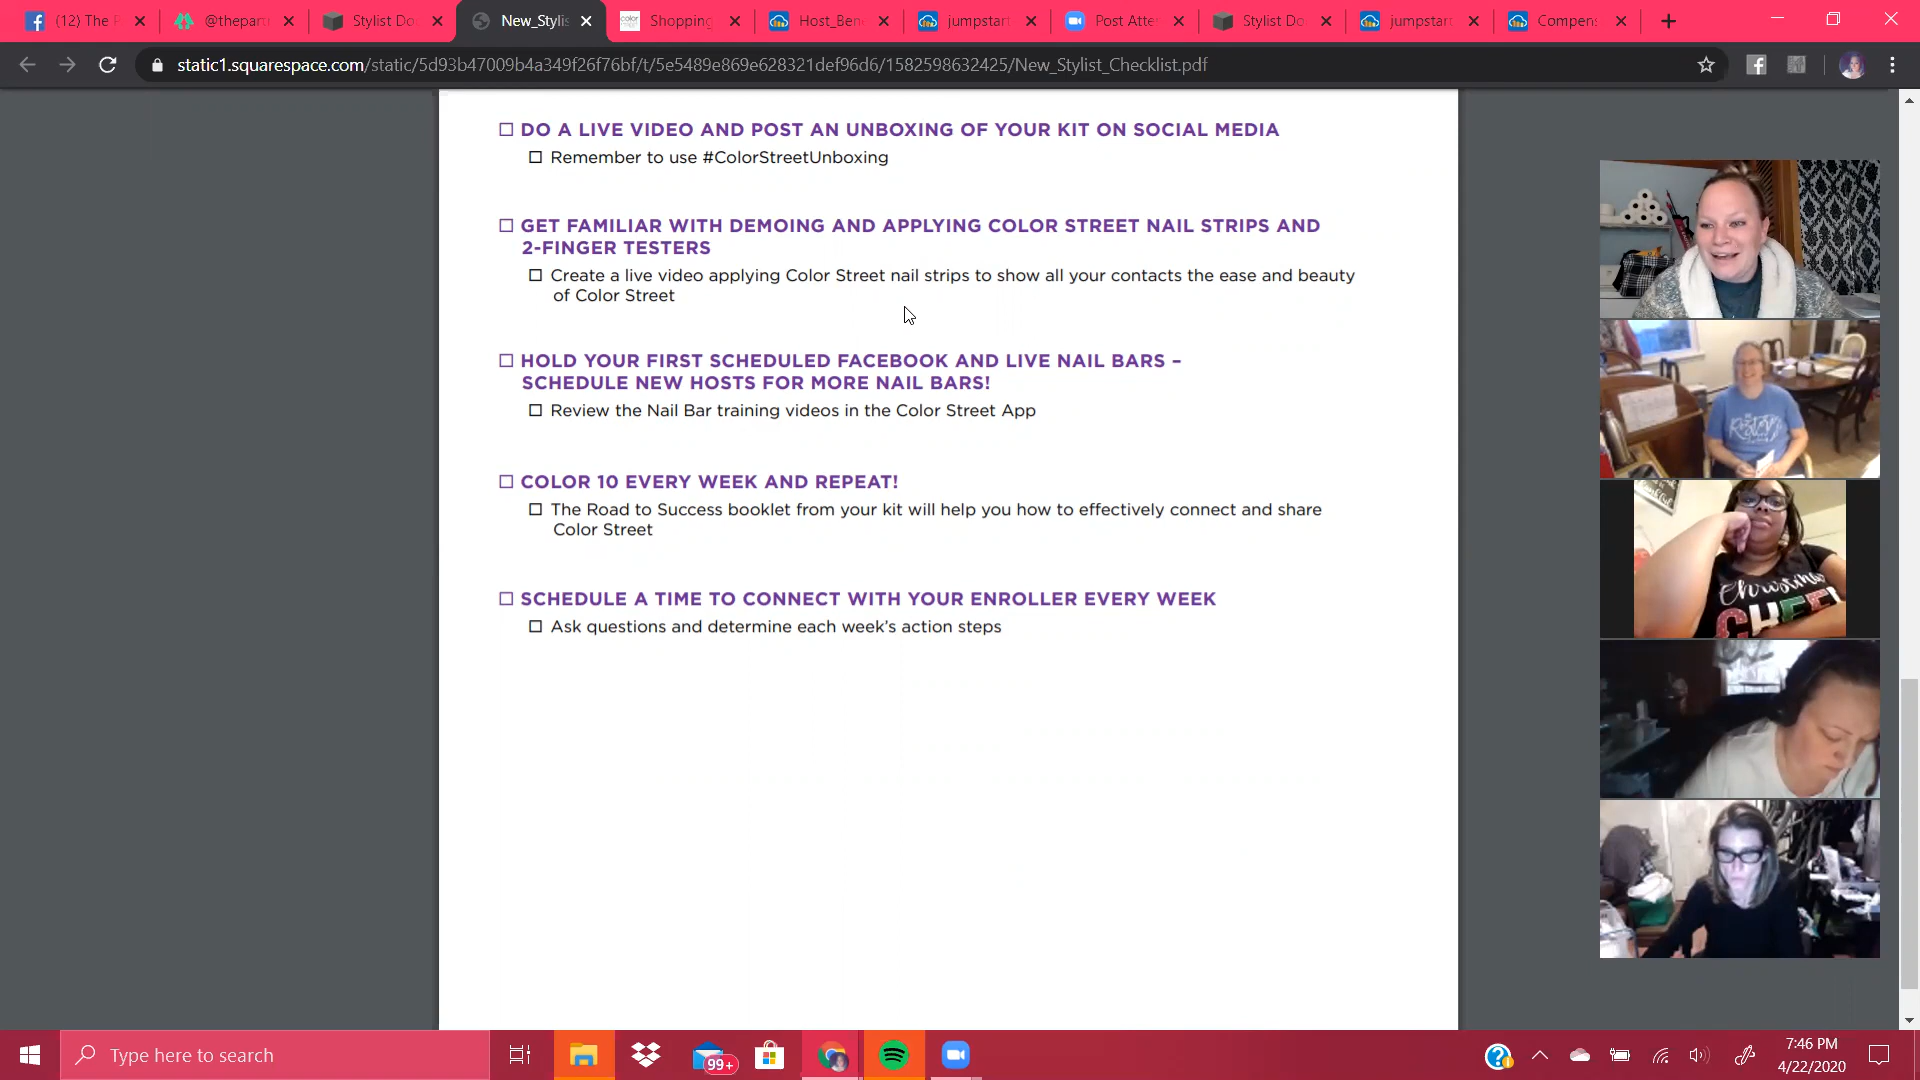 (12) The P
@thepart
Stylist Do
New_Stylis
Shopping
Host_Ben
jumpstar
Post Atte
Stylist Do
jumpstar
Compens
static1.squarespace.com/static/5d93b47009b4a349f26f76bf/t/5e5489e869e628321def96d6/1582598632425/New_Stylist_Checklist.pdf
DO A LIVE VIDEO AND POST AN UNBOXING OF YOUR KIT ON SOCIAL MEDIA
Remember to use #ColorStreetUnboxing
GET FAMILIAR WITH DEMOING AND APPLYING COLOR STREET NAIL STRIPS AND
2-FINGER TESTERS
Create a live video applying Color Street nail strips to show all your contacts the ease and beauty
of Color Street
HOLD YOUR FIRST SCHEDULED FACEBOOK AND LIVE NAIL BARS –
SCHEDULE NEW HOSTS FOR MORE NAIL BARS!
Review the Nail Bar training videos in the Color Street App
COLOR 10 EVERY WEEK AND REPEAT!
The Road to Success booklet from your kit will help you how to effectively connect and share
Color Street
SCHEDULE A TIME TO CONNECT WITH YOUR ENROLLER EVERY WEEK
Ask questions and determine each week's action steps
Christmas
CHEER
Type here to search
99+
7:46 PM
4/22/2020